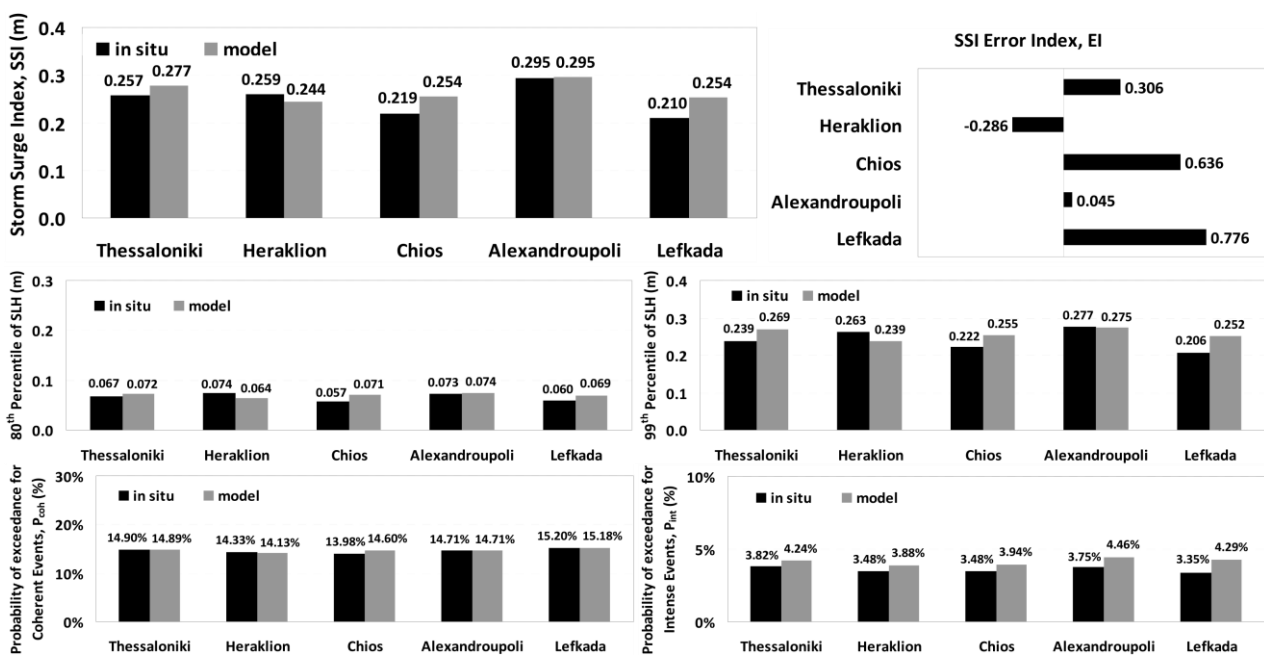 Storm Surge Index, SSI (m)
0.4
0.3
0.2
0.1
0.0
in situ
model
0.257
0.277
0.259
0.244
0.219
0.254
0.295
0.295
0.210
0.254
Thessaloniki
Heraklion
Chios
Alexandroupoli
Lefkada
SSI Error Index, EI
Thessaloniki
0.306
Heraklion
-0.286
Chios
0.636
Alexandroupoli
0.045
Lefkada
0.776
80th Percentile of SLH (m)
0.3
0.2
0.1
0.0
in situ
model
0.067
0.072
0.074
0.064
0.057
0.071
0.073
0.074
0.060
0.069
Thessaloniki
Heraklion
Chios
Alexandroupoli
Lefkada
99th Percentile of SLH (m)
0.4
0.3
0.2
0.1
0.0
in situ
model
0.239
0.269
0.263
0.239
0.222
0.255
0.277
0.275
0.206
0.252
Thessaloniki
Heraklion
Chios
Alexandroupoli
Lefkada
Probability of exceedance for
Coherent Events, Pcoh (%)
30%
20%
10%
0%
in situ
model
14.90%
14.89%
14.33%
14.13%
13.98%
14.60%
14.71%
14.71%
15.20%
15.18%
Thessaloniki
Heraklion
Chios
Alexandroupoli
Lefkada
Probability of exceedance for
Intense Events, Pint (%)
10%
5%
0%
in situ
model
3.82%
4.24%
3.48%
3.88%
3.48%
3.94%
3.75%
4.46%
3.35%
4.29%
Thessaloniki
Heraklion
Chios
Alexandroupoli
Lefkada